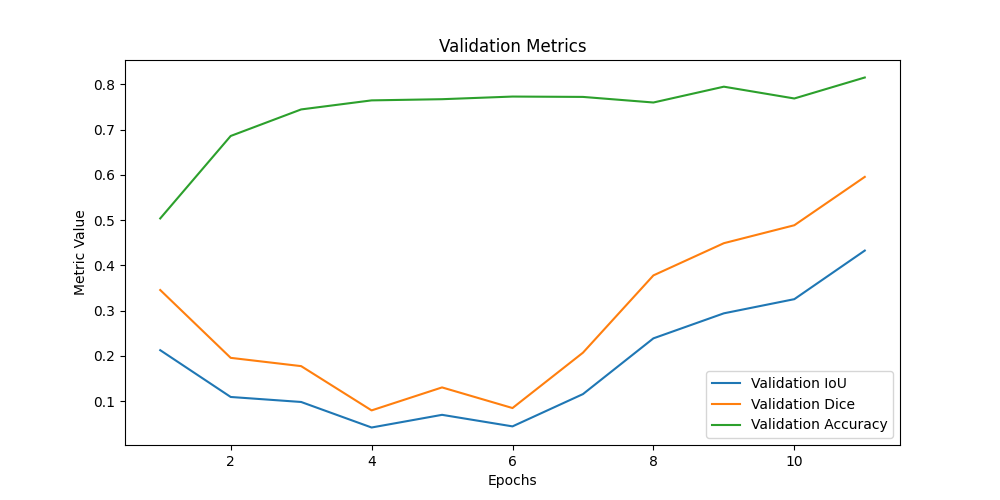 Validation Metrics
0.8
0.7
0.6
0.5
0.4
0.3
0.2
0.1
Metric Value
2
4
6
8
10
Epochs
Validation IoU
Validation Dice
Validation Accuracy